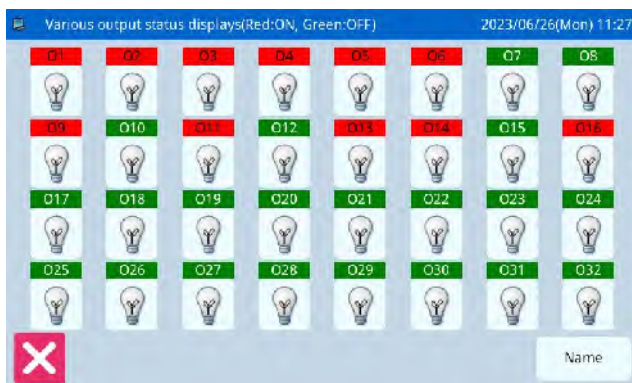 Various output status displays(Red:ON, Green:OFF) 2023/06/26(Mon) 11:27
O1 O2 O3 O4 O5 O6 O7 O8
O9 O10 O11 O12 O13 O14 O15 O16
O17 O18 O19 O20 O21 O22 O23 O24
O25 O26 O27 O28 O29 O30 O31 O32
Name